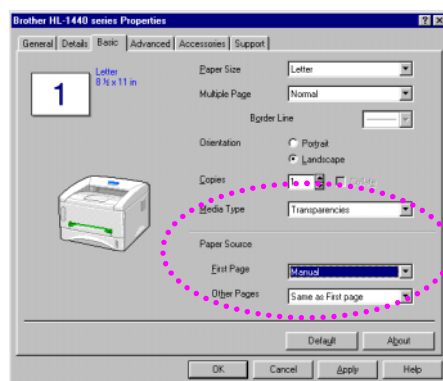 Brother HL-1440 series Properties
General Details Basic Advanced Accessories Support
Letter
8 ½ x 11 in
1
Paper Size Letter
Multiple Page Normal
Border Line
Orientation Portrait
Landscape
Copies 1 Collate
Media Type Transparencies
Paper Source
First Page Manual
Other Pages Same as First page
Default About
OK Cancel Apply Help